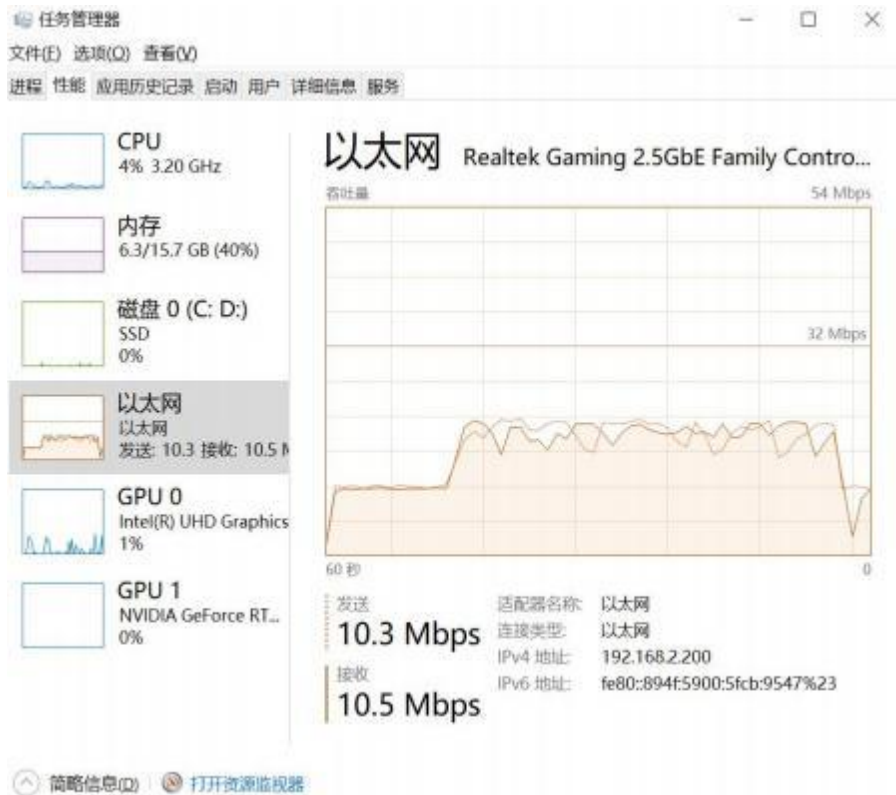 任务管理器
文件(F) 选项(O) 查看(V)
进程 性能 应用历史记录 启动 用户 详细信息 服务
CPU
4% 3.20 GHz
内存
6.3/15.7 GB (40%)
磁盘 0 (C: D:)
SSD
0%
以太网
以太网
发送: 10.3 接收: 10.5 M
GPU 0
Intel(R) UHD Graphics
1%
GPU 1
NVIDIA GeForce RT...
0%
以太网 Realtek Gaming 2.5GbE Family Contro...
吞吐量 54 Mbps
32 Mbps
60 秒 0
发送
10.3 Mbps
接收
10.5 Mbps
适配器名称: 以太网
连接类型: 以太网
IPv4 地址: 192.168.2.200
IPv6 地址: fe80::894f:5900:5fcb:9547%23
简略信息(D) 打开资源监视器